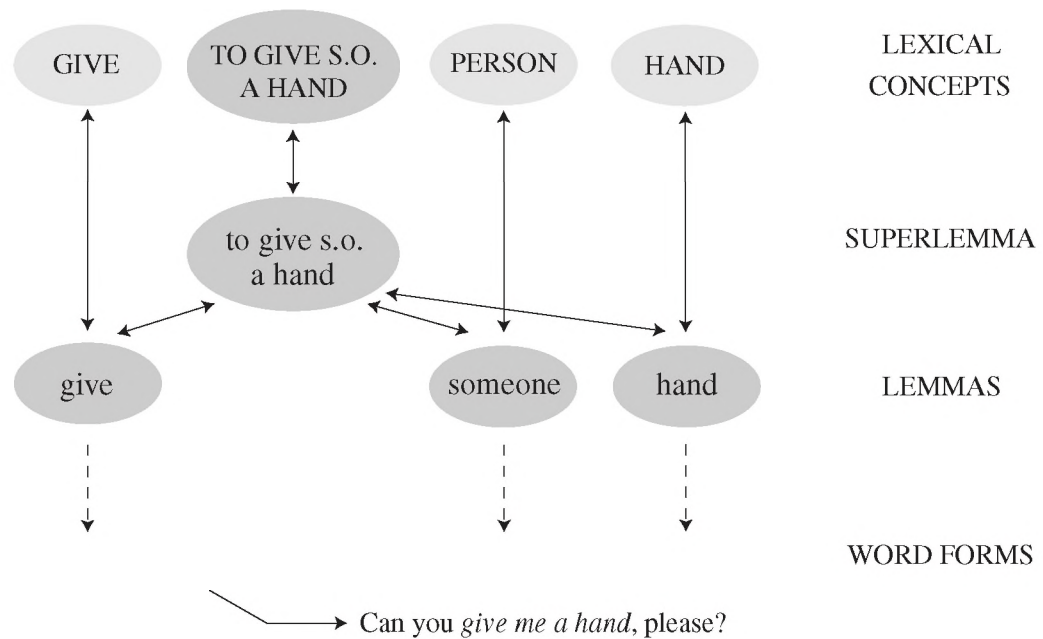 GIVE
TO GIVE S.O.
A HAND
PERSON
HAND
LEXICAL
CONCEPTS
to give s.o.
a hand
SUPERLEMMA
give
someone
hand
LEMMAS
WORD FORMS
Can you give me a hand, please?